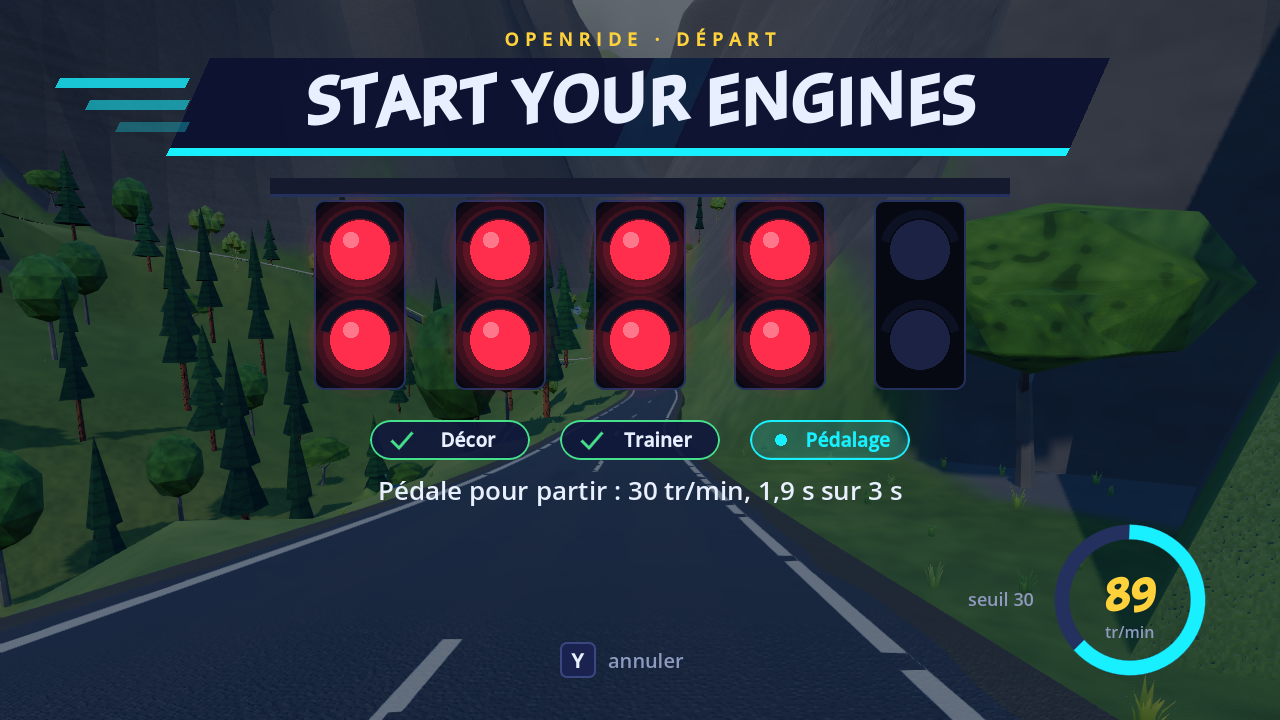 OPENRIDE · DÉPART
START YOUR ENGINES
Décor
Trainer
Pédalage
Pédale pour partir : 30 tr/min, 1,9 s sur 3 s
seuil 30
89
tr/min
Y annuler